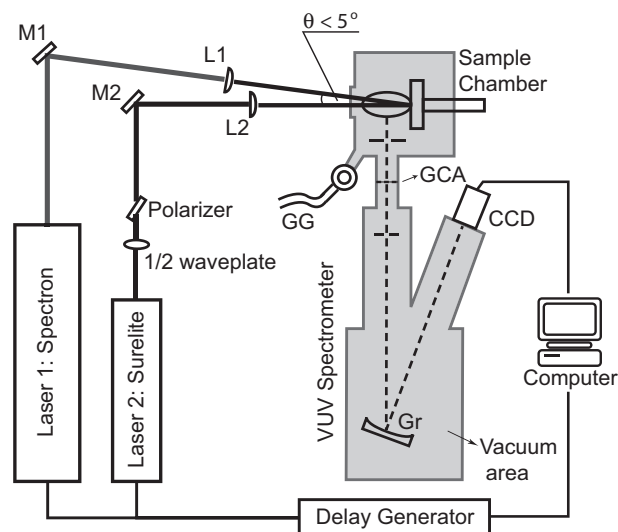 M1
L1
θ < 5°
Sample
Chamber
M2
L2
GCA
Polarizer
GG
CCD
1/2 waveplate
Laser 1: Spectron
Laser 2: Surelite
VUV Spectrometer
Computer
Gr
Vacuum
area
Delay Generator